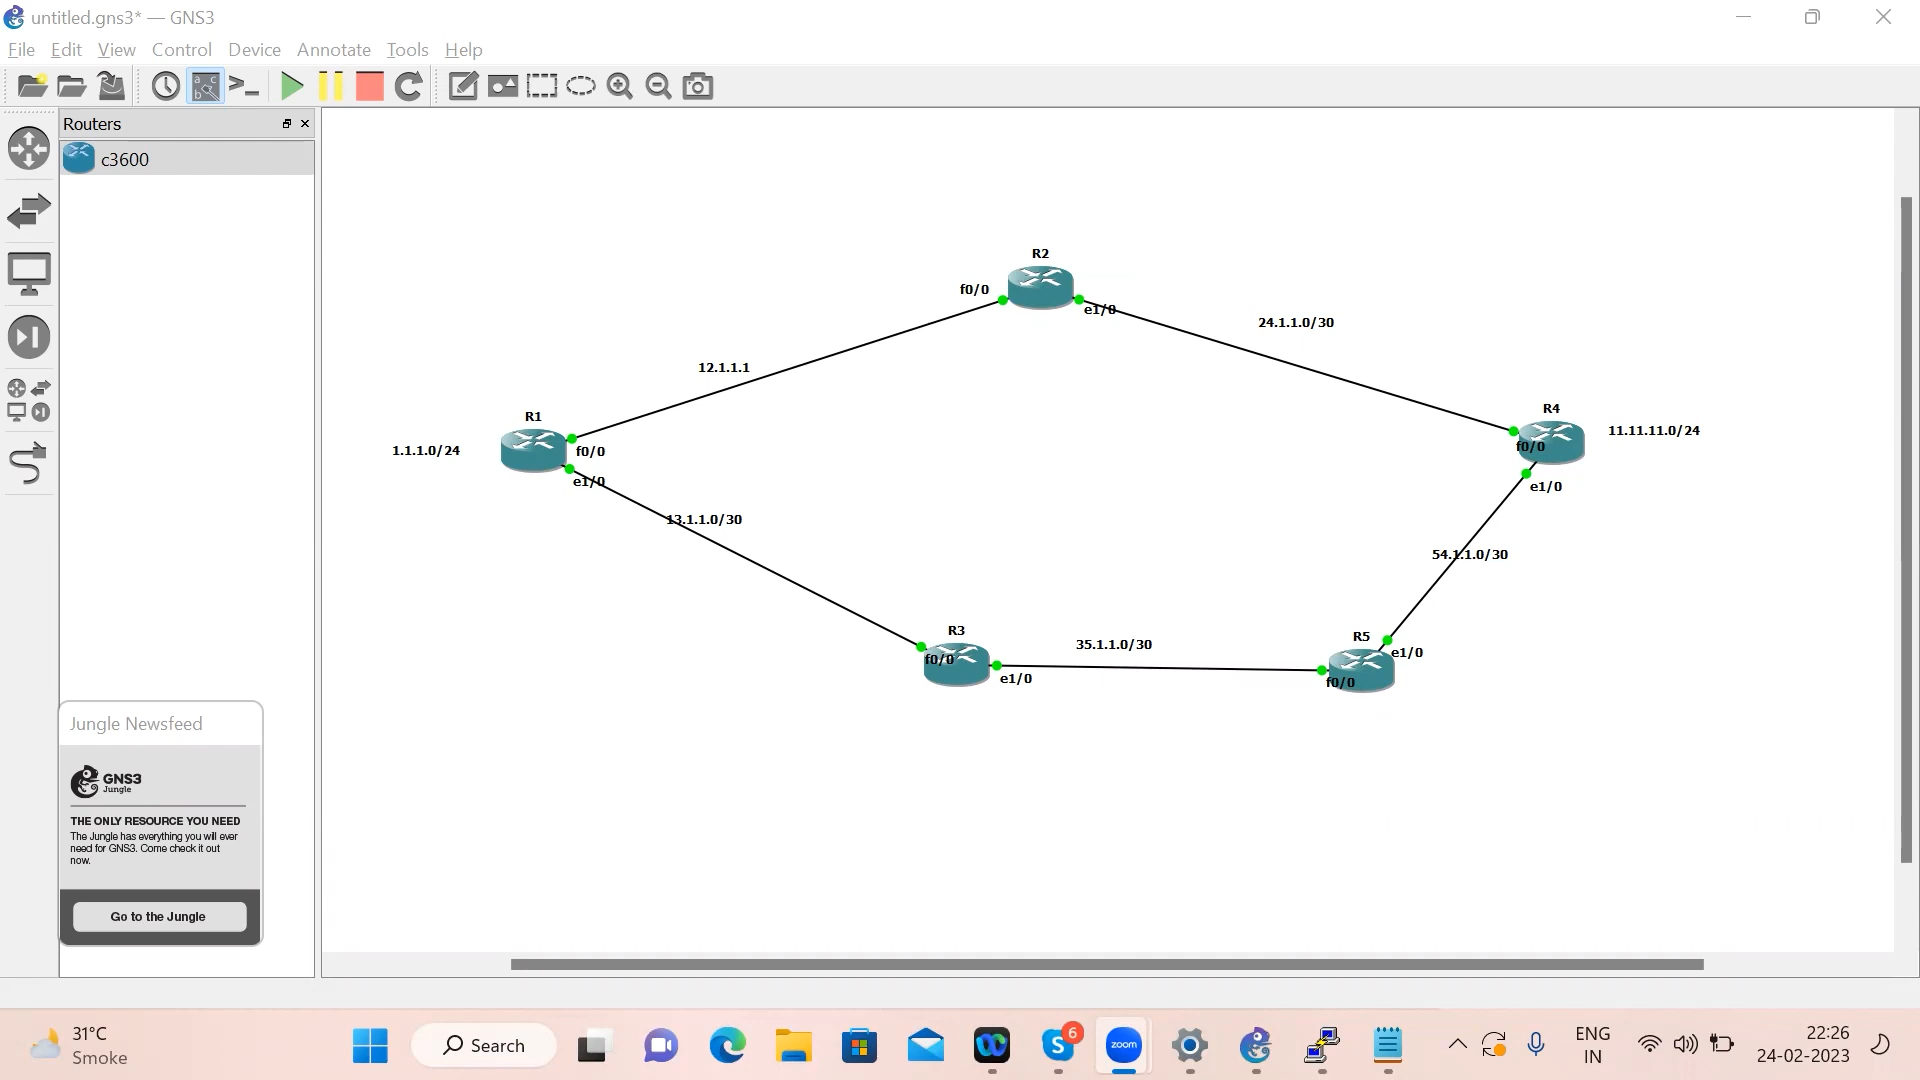 untitled.gns3* — GNS3
File Edit View Control Device Annotate Tools Help
Routers
c3600
R2
f0/0
e1/0
24.1.1.0/30
12.1.1.1
R1
R4
1.1.1.0/24
f0/0
f0/0
11.11.11.0/24
e1/0
e1/0
13.1.1.0/30
54.1.1.0/30
R3
35.1.1.0/30
R5
f0/0
e1/0
e1/0
f0/0
Jungle Newsfeed
GNS3
Jungle
THE ONLY RESOURCE YOU NEED
The Jungle has everything you will ever
need for GNS3. Come check it out
now.
Go to the Jungle
31°C
Smoke
Search
6
zoom
ENG
IN
22:26
24-02-2023